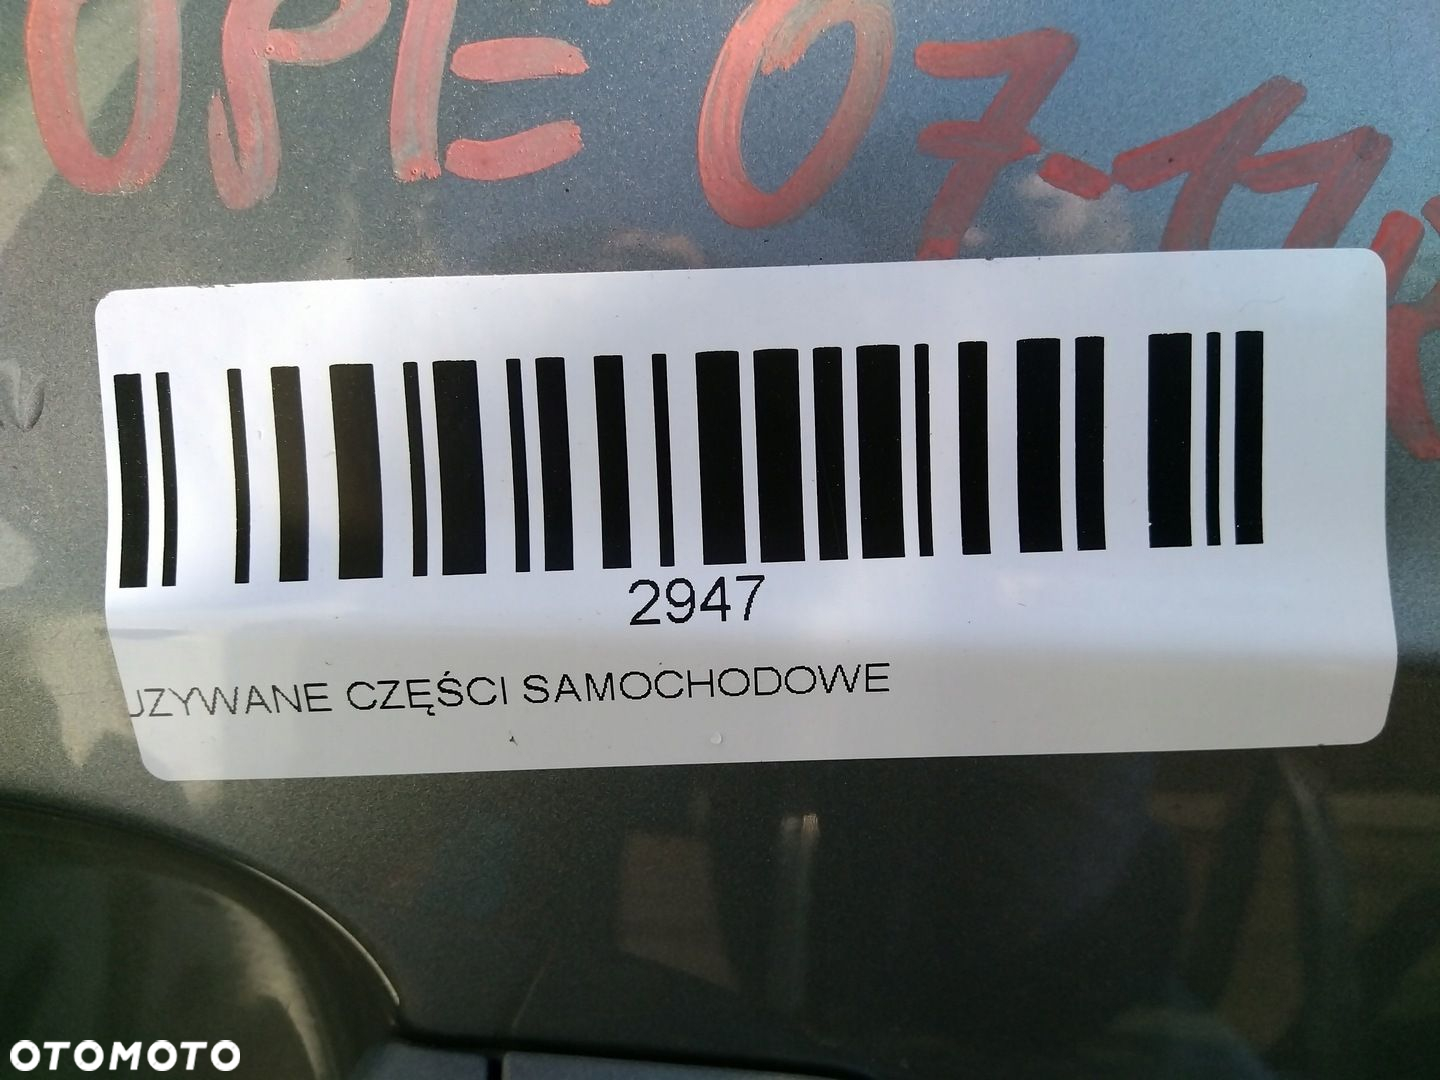 OPE 07-11
2947
UZYWANE CZĘŚCI SAMOCHODOWE
OTOMOTO